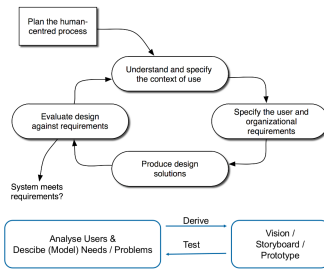 Plan the human-
centred process
Understand and specify
the context of use
Evaluate design
against requirements
Specify the user and
organizational
requirements
Produce design
solutions
System meets
requirements?
Analyse Users &
Descibe (Model) Needs / Problems
Derive
Test
Vision /
Storyboard /
Prototype